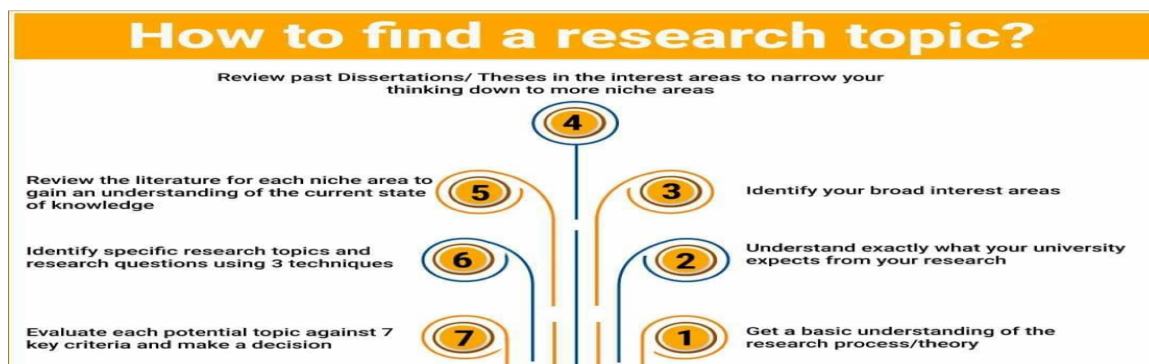 How to find a research topic?
Review past Dissertations/ Theses in the interest areas to narrow your
thinking down to more niche areas
4
Review the literature for each niche area to
gain an understanding of the current state
of knowledge
5
3
Identify your broad interest areas
Identify specific research topics and
research questions using 3 techniques
6
2
Understand exactly what your university
expects from your research
Evaluate each potential topic against 7
key criteria and make a decision
7
1
Get a basic understanding of the
research process/theory